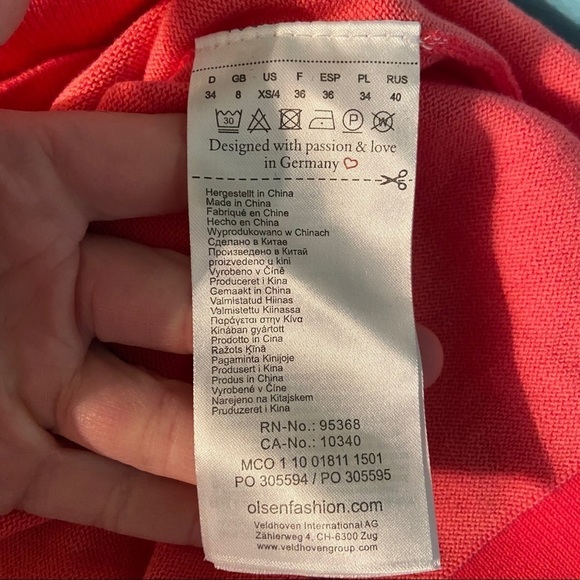 D GB US F ESP PL RUS
34 8 XS/4 36 36 34 40
30 P W
Designed with passion & love
in Germany
Hergestellt in China
Made in China
Fabriqué en Chine
Hecho en China
Wyprodukowano w Chinach
Сделано в Китае
Произведено в Китай
proizvedeno u kini
Vyrobeno v Číně
Produceret i Kina
Gemaakt in China
Valmistatud Hiinas
Valmistettu Kiinassa
Παράγεται στην Κίνα
Kinában gyártott
Prodotto in Cina
Ražots Ķīnā
Pagaminta Kinijoje
Produsert i Kina
Produs in China
Vyrobené v Číne
Narejeno na Kitajskem
Pruduzeret i Kina
RN-No.: 95368
CA-No.: 10340
MCO 1 10 01811 1501
PO 305594 / PO 305595
olsenfashion.com
Veldhoven International AG
Zählerweg 4, CH-6300 Zug
www.veldhovengroup.com